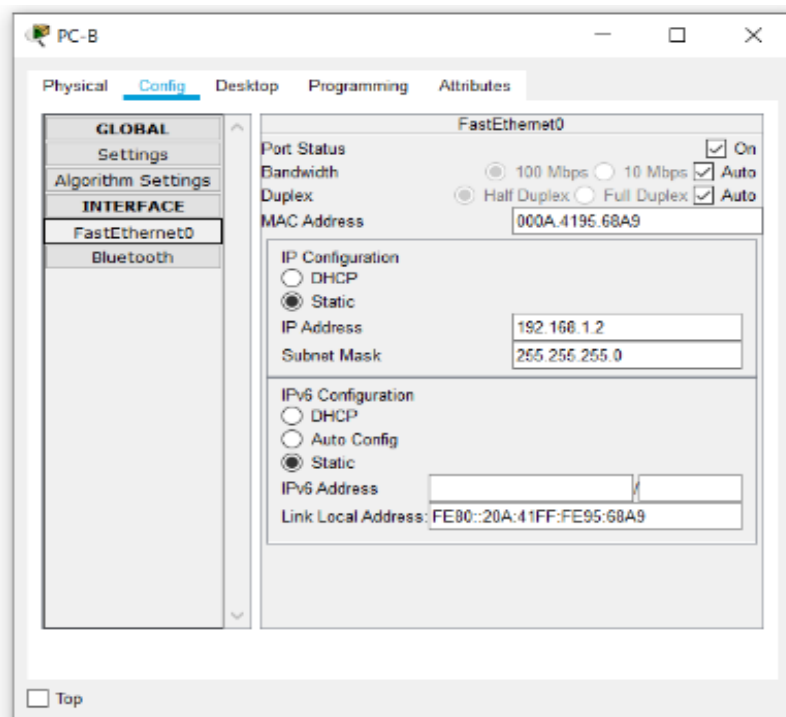 PC-B
Physical Config Desktop Programming Attributes
GLOBAL
Settings
Algorithm Settings
INTERFACE
FastEthernet0
Bluetooth
FastEthernet0
Port Status On
Bandwidth 100 Mbps 10 Mbps Auto
Duplex Half Duplex Full Duplex Auto
MAC Address 000A.4195.68A9
IP Configuration
DHCP
Static
IP Address 192.168.1.2
Subnet Mask 255.255.255.0
IPv6 Configuration
DHCP
Auto Config
Static
IPv6 Address /
Link Local Address: FE80::20A:41FF:FE95:68A9
Top